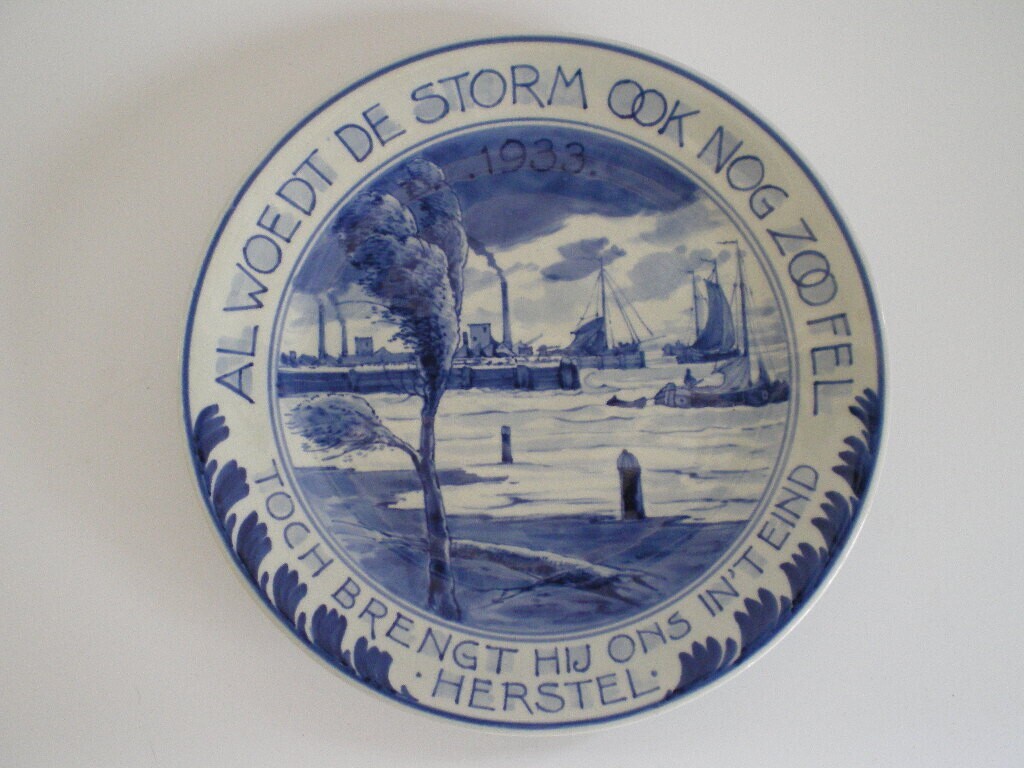 AL WOEDT DE STORM OOK NOG ZOO FEL
.1933.
TOCH BRENGT HIJ ONS IN'T EIND
·HERSTEL·